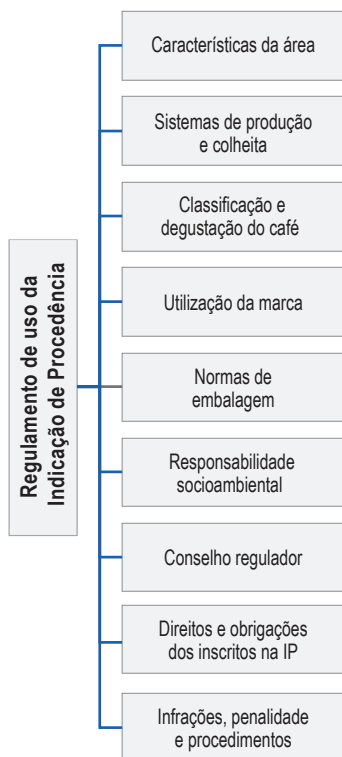 Regulamento de uso da
Indicação de Procedência
Características da área
Sistemas de produção
e colheita
Classificação e
degustação do café
Utilização da marca
Normas de
embalagem
Responsabilidade
socioambiental
Conselho regulador
Direitos e obrigações
dos inscritos na IP
Infrações, penalidade
e procedimentos